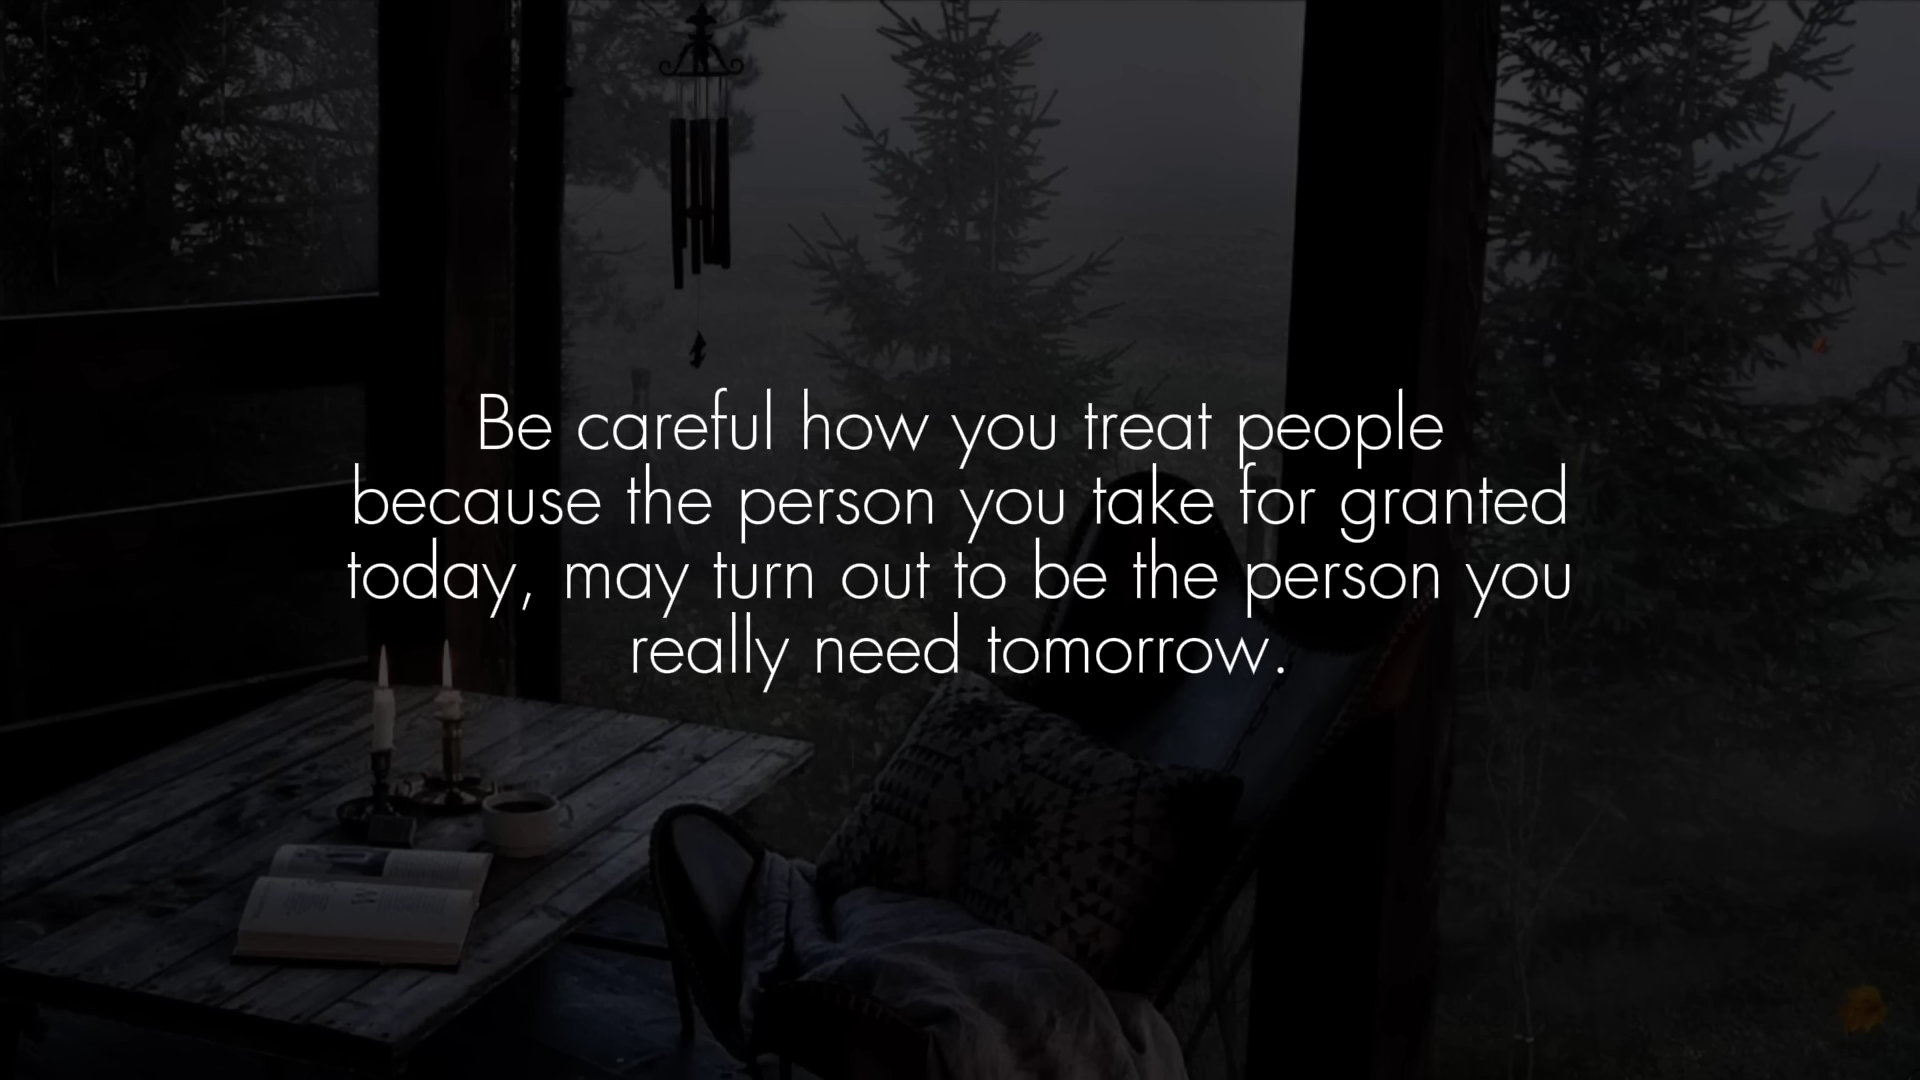 Be careful how you treat people
because the person you take for granted
today, may turn out to be the person you
really need tomorrow.